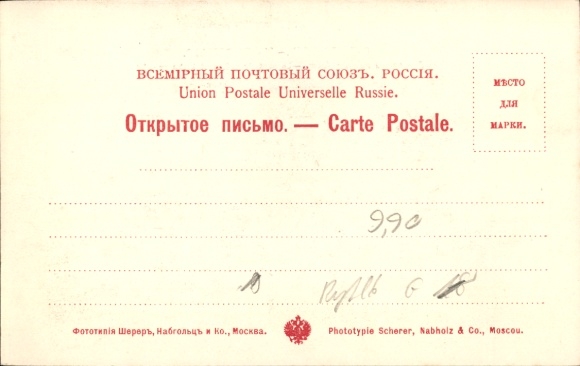 ВСЕМІРНЫЙ ПОЧТОВЫЙ СОЮЗЪ. РОССІЯ.
Union Postale Universelle Russie.
Открытое письмо. — Carte Postale.
МѢСТО
ДЛЯ
МАРКИ.
9,90
Фототипія Шереръ, Набгольцъ и Ко., Москва.
Phototypie Scherer, Nabholz & Co., Moscou.